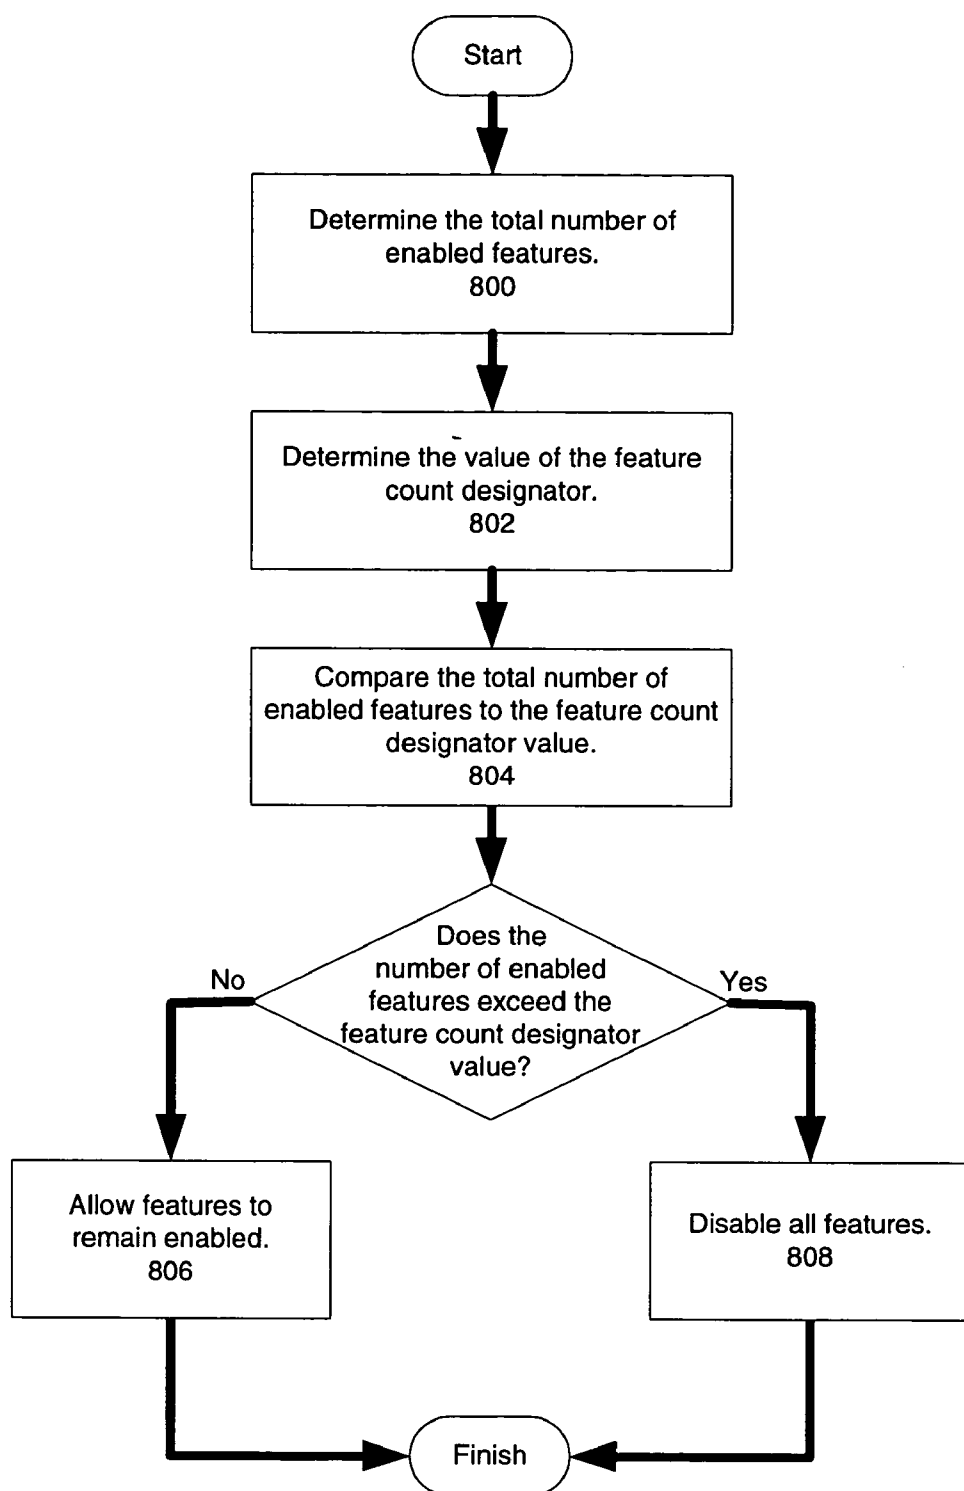 Start
Determine the total number of
enabled features.
800
Determine the value of the feature
count designator.
802
Compare the total number of
enabled features to the feature count
designator value.
804
Does the
number of enabled
features exceed the
feature count designator
value?
No
Yes
Allow features to
remain enabled.
806
Disable all features.
808
Finish